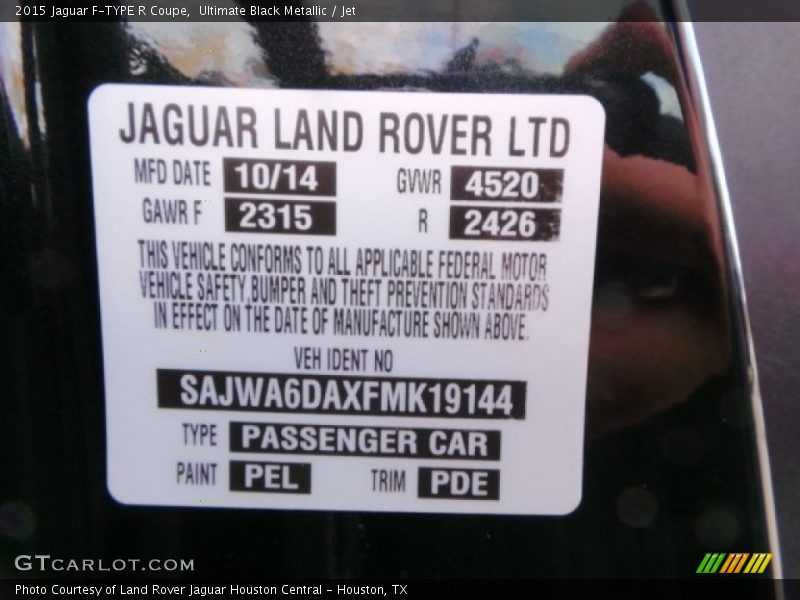 2015 Jaguar F-TYPE R Coupe,  Ultimate Black Metallic / Jet
JAGUAR LAND ROVER LTD
MFD DATE 10/14 GVWR 4520
GAWR F 2315 R 2426
THIS VEHICLE CONFORMS TO ALL APPLICABLE FEDERAL MOTOR
VEHICLE SAFETY,BUMPER AND THEFT PREVENTION STANDARDS
IN EFFECT ON THE DATE OF MANUFACTURE SHOWN ABOVE.
VEH IDENT NO
SAJWA6DAXFMK19144
TYPE PASSENGER CAR
PAINT PEL TRIM PDE
GTCARLOT.COM
Photo Courtesy of Land Rover Jaguar Houston Central - Houston, TX